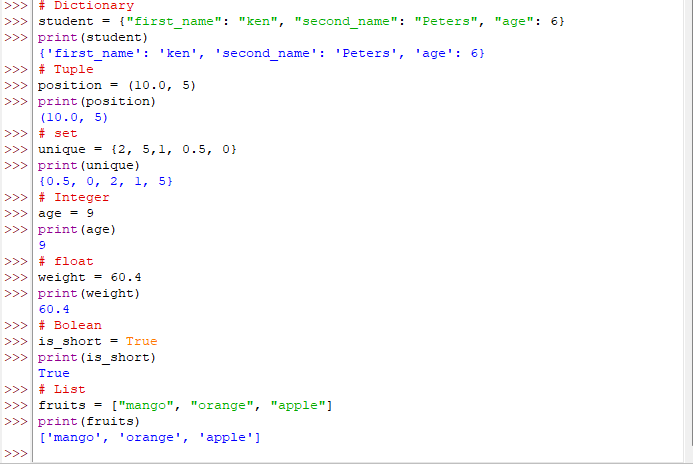 >>> # Dictionary
>>> student = {"first_name": "ken", "second_name": "Peters", "age": 6}
>>> print(student)
{'first_name': 'ken', 'second_name': 'Peters', 'age': 6}
>>> # Tuple
>>> position = (10.0, 5)
>>> print(position)
(10.0, 5)
>>> # set
>>> unique = {2, 5,1, 0.5, 0}
>>> print(unique)
{0.5, 0, 2, 1, 5}
>>> # Integer
>>> age = 9
>>> print(age)
9
>>> # float
>>> weight = 60.4
>>> print(weight)
60.4
>>> # Bolean
>>> is_short = True
>>> print(is_short)
True
>>> # List
>>> fruits = ["mango", "orange", "apple"]
>>> print(fruits)
['mango', 'orange', 'apple']
>>>